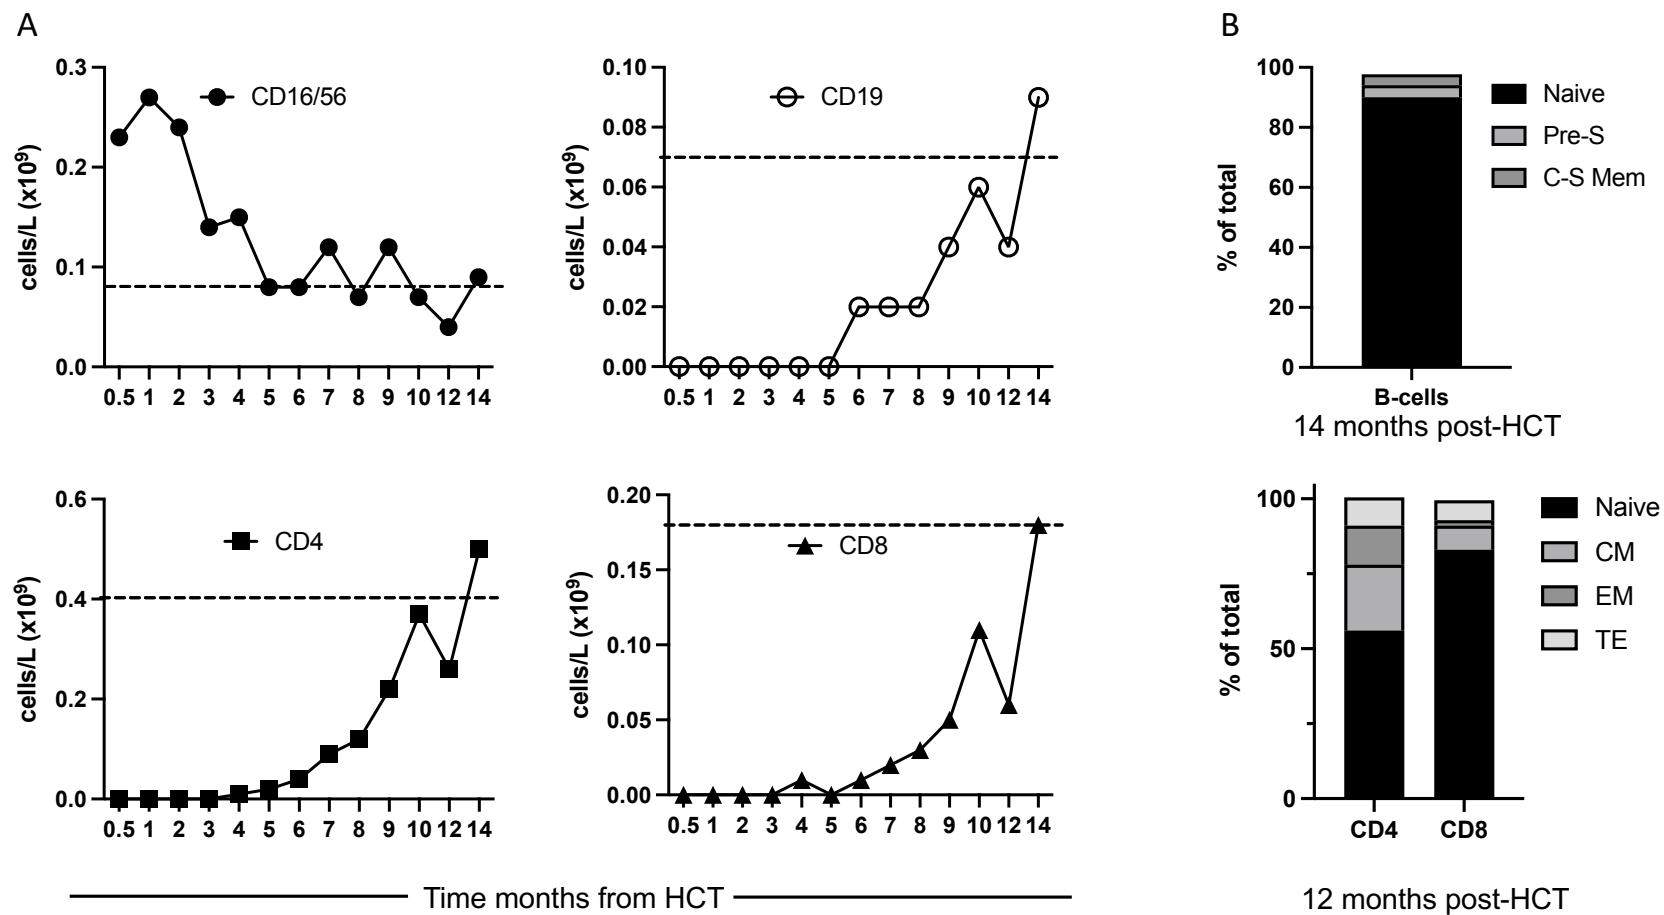 A
cells/L (x10⁹)
0.3
0.2
0.1
0.0
CD16/56
0.5 1 2 3 4 5 6 7 8 9 10 12 14
cells/L (x10⁹)
0.10
0.08
0.06
0.04
0.02
0.00
CD19
0.5 1 2 3 4 5 6 7 8 9 10 12 14
cells/L (x10⁹)
0.6
0.4
0.2
0.0
CD4
0.5 1 2 3 4 5 6 7 8 9 10 12 14
cells/L (x10⁹)
0.20
0.15
0.10
0.05
0.00
CD8
0.5 1 2 3 4 5 6 7 8 9 10 12 14
Time months from HCT
B
% of total
100
80
60
40
20
0
Naive
Pre-S
C-S Mem
B-cells
14 months post-HCT
% of total
100
50
0
Naive
CM
EM
TE
CD4 CD8
12 months post-HCT